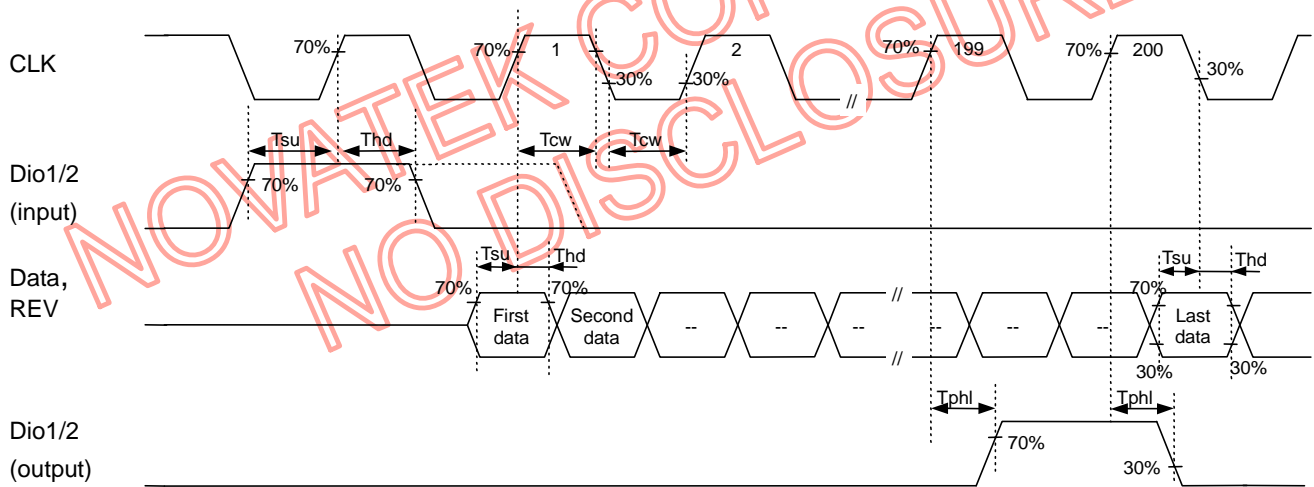 NOVATEK CO
NO DISCLOSURE
CLK
70%
70%
1
30%
30%
2
//
70%
199
70%
200
30%
Tsu
Thd
Tcw
Tcw
Dio1/2
(input)
70%
70%
Data,
REV
Tsu
Thd
70%
70%
First
data
Second
data
--
--
--
//
//
--
--
--
Tsu
Thd
70%
Last
data
30%
30%
Dio1/2
(output)
Tphl
70%
Tphl
30%